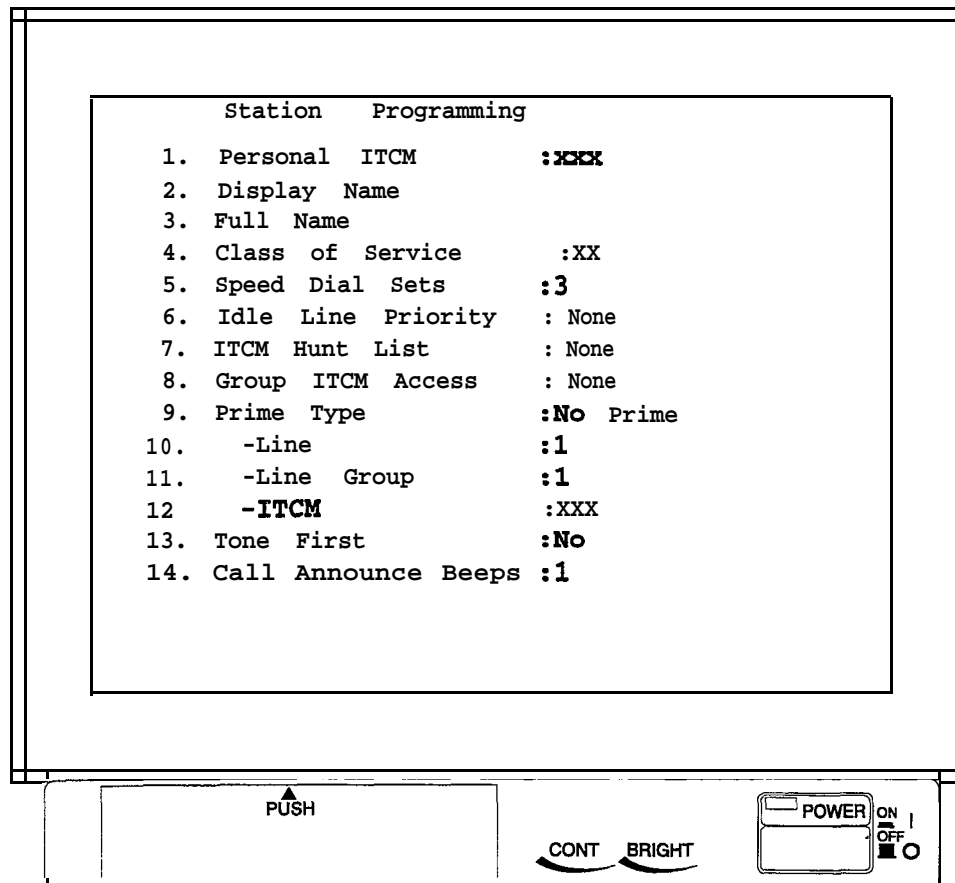 Station Programming
1. Personal ITCM :xxx
2. Display Name
3. Full Name
4. Class of Service :XX
5. Speed Dial Sets :3
6. Idle Line Priority : None
7. ITCM Hunt List : None
8. Group ITCM Access : None
9. Prime Type :No Prime
10. -Line :1
11. -Line Group :1
12 -ITCM :XXX
13. Tone First :No
14. Call Announce Beeps :1
PUSH
CONT BRIGHT
POWER ON
OFF